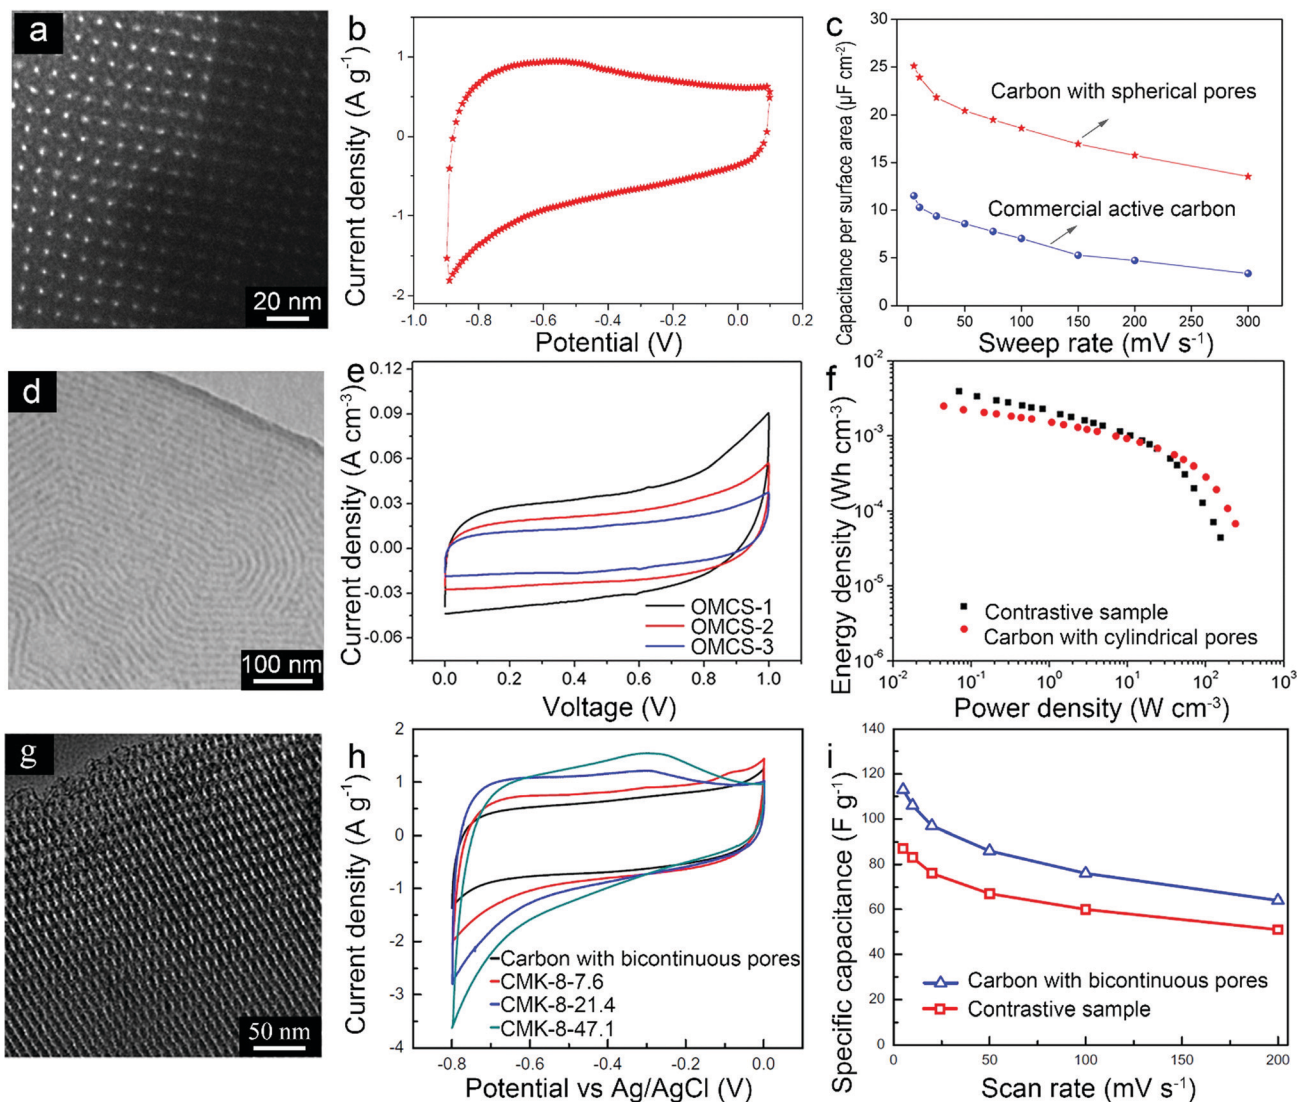 a
20 nm
b
Current density (A g⁻¹)
1
0
-1
-2
-1.0
-0.8
-0.6
-0.4
-0.2
0.0
0.2
Potential (V)
c
Capacitance per surface area (μF cm⁻²)
30
25
20
15
10
5
0
Carbon with spherical pores
Commercial active carbon
0
50
100
150
200
250
300
Sweep rate (mV s⁻¹)
d
100 nm
e
Current density (A cm⁻³)
0.12
0.09
0.06
0.03
0.00
-0.03
-0.06
OMCS-1
OMCS-2
OMCS-3
0.0
0.2
0.4
0.6
0.8
1.0
Voltage (V)
f
Energy density (Wh cm⁻³)
10⁻²
10⁻³
10⁻⁴
10⁻⁵
10⁻⁶
Contrastive sample
Carbon with cylindrical pores
10⁻²
10⁻¹
10⁰
10¹
10²
10³
Power density (W cm⁻³)
g
50 nm
h
Current density (A g⁻¹)
2
1
0
-1
-2
-3
-4
Carbon with bicontinuous pores
CMK-8-7.6
CMK-8-21.4
CMK-8-47.1
-0.8
-0.6
-0.4
-0.2
0.0
Potential vs Ag/AgCl (V)
i
Specific capacitance (F g⁻¹)
140
120
100
80
60
40
20
0
Carbon with bicontinuous pores
Contrastive sample
0
50
100
150
200
Scan rate (mV s⁻¹)